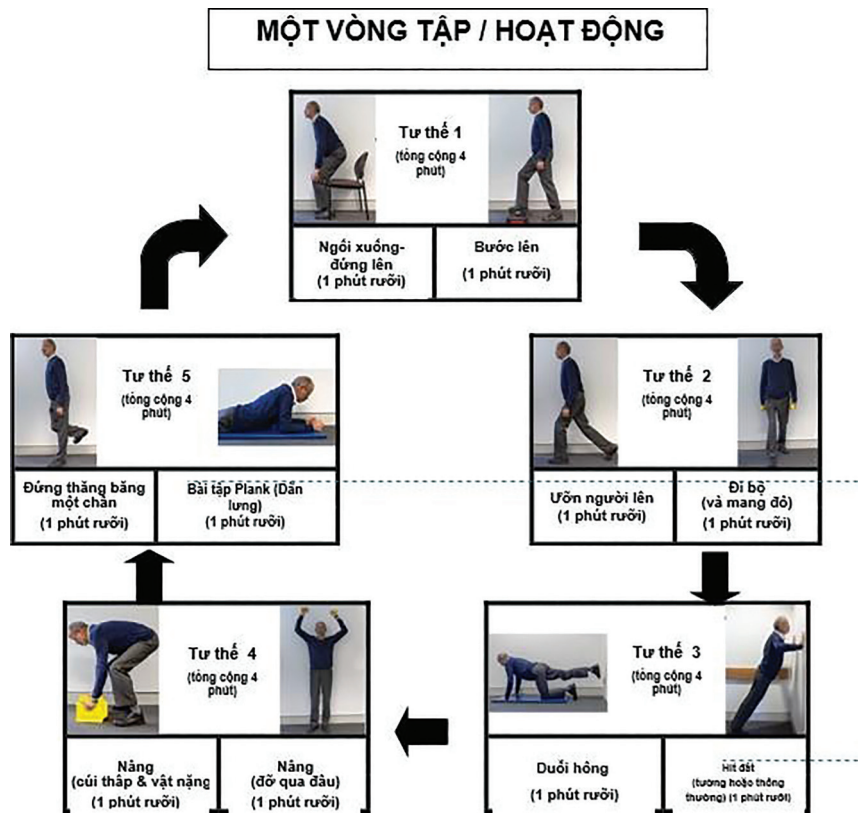 MỘT VÒNG TẬP / HOẠT ĐỘNG
Tư thế 1
(tổng cộng 4
phút)
Ngồi xuống-
đứng lên
(1 phút rưỡi)
Bước lên
(1 phút rưỡi)
Tư thế 2
(tổng cộng 4
phút)
Ưỡn người lên
(1 phút rưỡi)
Đi bộ
(và mang đồ)
(1 phút rưỡi)
Tư thế 3
(tổng cộng 4
phút)
Duỗi hông
(1 phút rưỡi)
Hít đất
(tường hoặc thông
thường) (1 phút rưỡi)
Tư thế 4
(tổng cộng 4
phút)
Nâng
(cúi thấp & vật nặng
(1 phút rưỡi)
Nâng
(đỡ qua đầu)
(1 phút rưỡi)
Tư thế 5
(tổng cộng 4
phút)
Đứng thăng bằng
một chân
(1 phút rưỡi)
Bài tập Plank (Dãn
lưng)
(1 phút rưỡi)